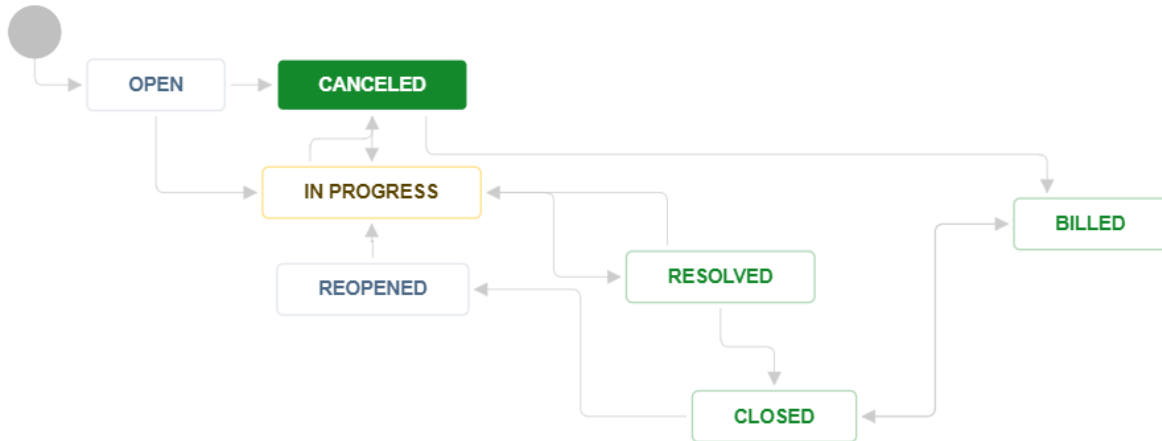 OPEN
CANCELED
IN PROGRESS
BILLED
REOPENED
RESOLVED
CLOSED